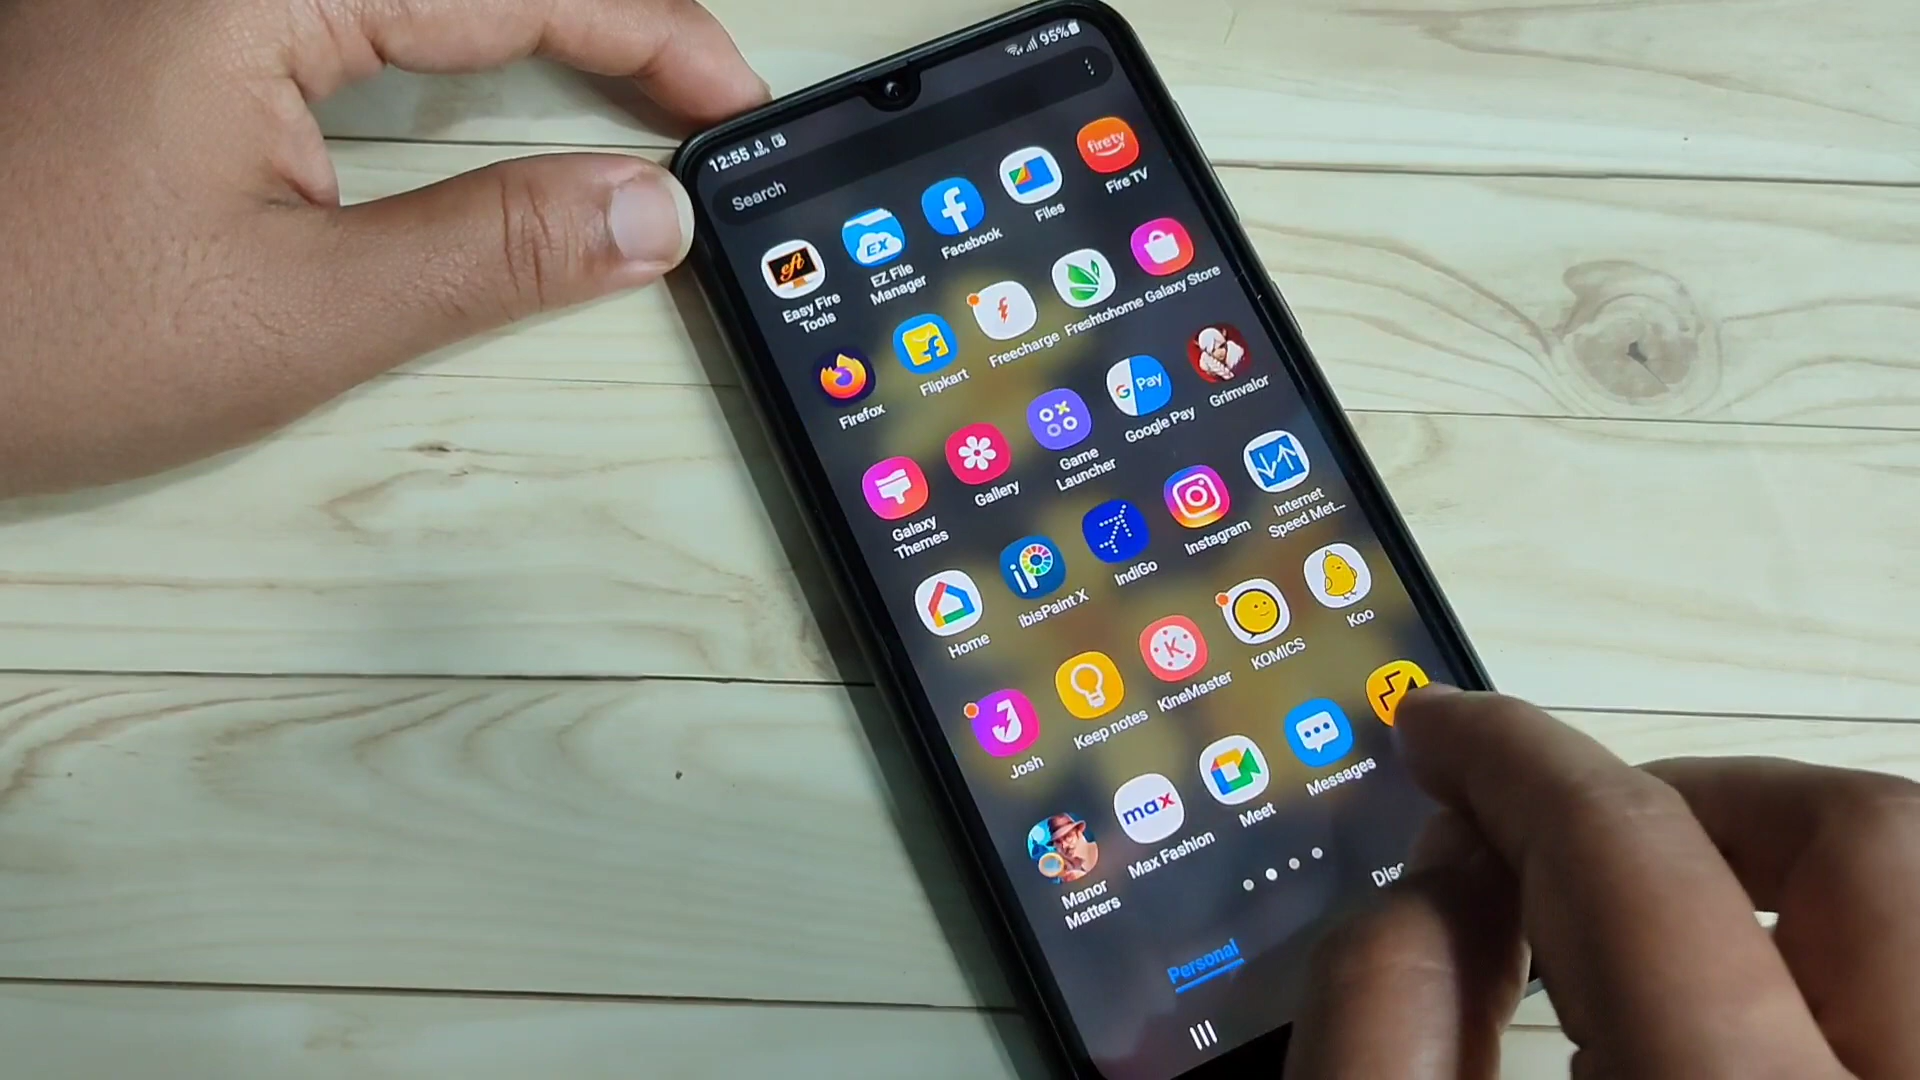 12:55
95%
Search
firetv
Fire TV
Files
Facebook
EX
EZ File
Manager
eft
Easy Fire
Tools
Galaxy Store
Freshtohome
Freecharge
Flipkart
Firefox
Grimvalor
G Pay
Google Pay
Game
Launcher
Gallery
Galaxy
Themes
Internet
Speed Met...
Instagram
IndiGo
iP
ibisPaint X
Home
Koo
KOMICS
K
KineMaster
Keep notes
Josh
Messages
Meet
max
Max Fashion
Manor
Matters
Personal